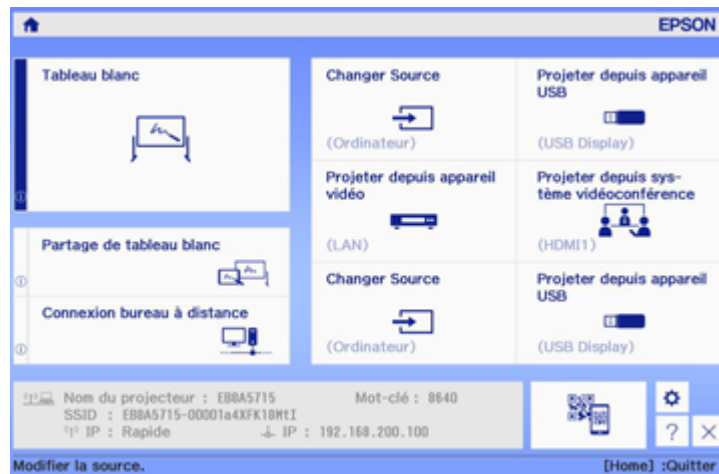 EPSON
Tableau blanc
Partage de tableau blanc
Connexion bureau à distance
Changer Source
(Ordinateur)
Projeter depuis appareil
USB
(USB Display)
Projeter depuis appareil
vidéo
(LAN)
Projeter depuis sys-
tème vidéoconférence
(HDMI1)
Changer Source
(Ordinateur)
Projeter depuis appareil
USB
(USB Display)
Nom du projecteur : EBBA5715 Mot-clé : 8640
SSID : EBBA5715-00001a4XFK18MtI
IP : Rapide IP : 192.168.200.100
?
Modifier la source. [Home] :Quitter